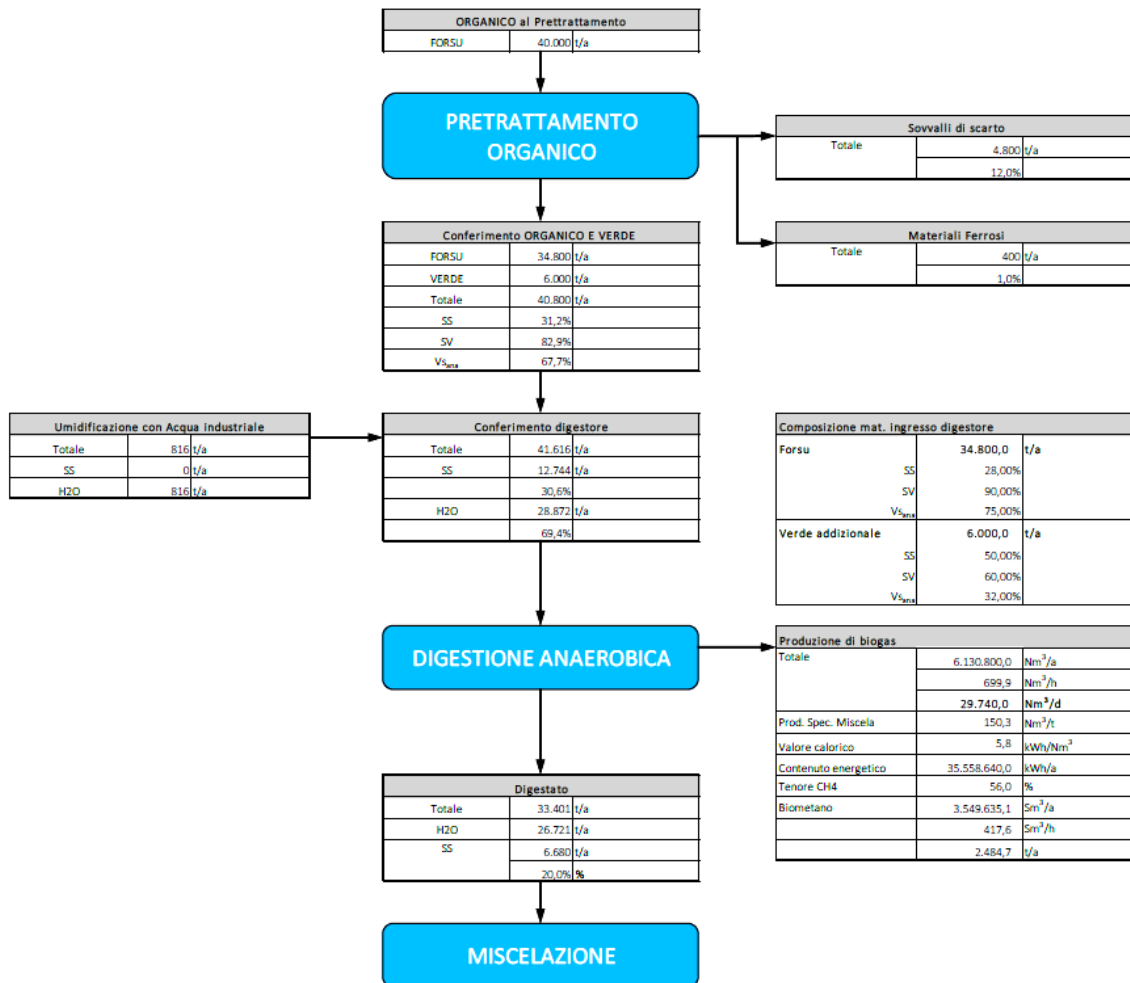 ORGANICO al Prettrattamento
FORSU 40.000 t/a
PRETRATTAMENTO
ORGANICO
Sovvalli di scarto
Totale 4.800 t/a
12,0%
Materiali Ferrosi
Totale 400 t/a
1,0%
Conferimento ORGANICO E VERDE
FORSU 34.800 t/a
VERDE 6.000 t/a
Totale 40.800 t/a
SS 31,2%
SV 82,9%
Vs_ana 67,7%
Umidificazione con Acqua industriale
Totale 816 t/a
SS 0 t/a
H2O 816 t/a
Conferimento digestore
Totale 41.616 t/a
SS 12.744 t/a
30,6%
H2O 28.872 t/a
69,4%
Composizione mat. ingresso digestore
Forsu 34.800,0 t/a
SS 28,00%
SV 90,00%
Vs_ana 75,00%
Verde addizionale 6.000,0 t/a
SS 50,00%
SV 60,00%
Vs_ana 32,00%
DIGESTIONE ANAEROBICA
Produzione di biogas
Totale 6.130.800,0 Nm³/a
699,9 Nm³/h
29.740,0 Nm³/d
Prod. Spec. Miscela 150,3 Nm³/t
Valore calorico 5,8 kWh/Nm³
Contenuto energetico 35.558.640,0 kWh/a
Tenore CH4 56,0 %
Biometano 3.549.635,1 Sm³/a
417,6 Sm³/h
2.484,7 t/a
Digestato
Totale 33.401 t/a
H2O 26.721 t/a
SS 6.680 t/a
20,0% %
MISCELAZIONE